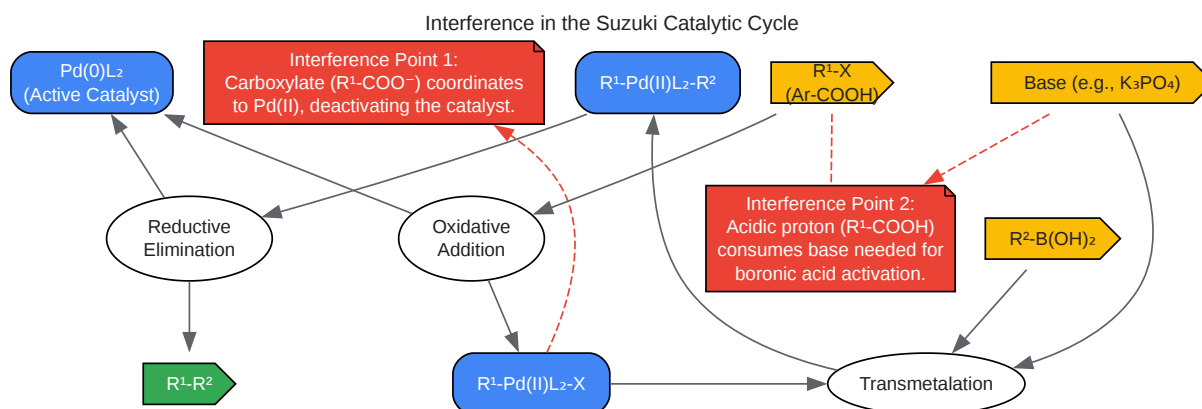 Interference in the Suzuki Catalytic Cycle
Pd(0)L₂
(Active Catalyst)
Interference Point 1:
Carboxylate (R¹-COO⁻) coordinates
to Pd(II), deactivating the catalyst.
R¹-Pd(II)L₂-R²
R¹-X
(Ar-COOH)
Base (e.g., K₃PO₄)
Reductive
Elimination
Oxidative
Addition
Interference Point 2:
Acidic proton (R¹-COOH)
consumes base needed for
boronic acid activation.
R²-B(OH)₂
R¹-R²
R¹-Pd(II)L₂-X
Transmetalation